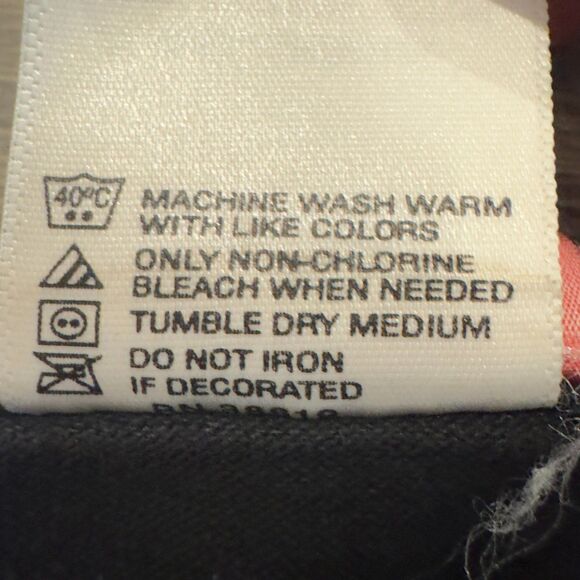 40ºC
MACHINE WASH WARM
WITH LIKE COLORS
ONLY NON-CHLORINE
BLEACH WHEN NEEDED
TUMBLE DRY MEDIUM
DO NOT IRON
IF DECORATED